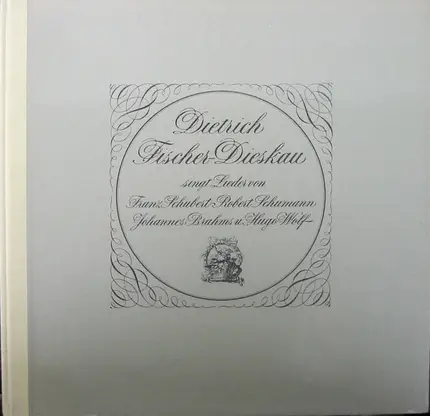 Dietrich
Fischer-Dieskau
singt Lieder von
Franz Schubert · Robert Schumann
Johannes Brahms u. Hugo Wolf